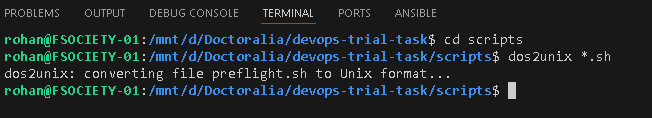 PROBLEMS OUTPUT DEBUG CONSOLE TERMINAL PORTS ANSIBLE
rohan@FSOCIETY-01:/mnt/d/Doctoralia/devops-trial-task$ cd scripts
rohan@FSOCIETY-01:/mnt/d/Doctoralia/devops-trial-task/scripts$ dos2unix *.sh
dos2unix: converting file preflight.sh to Unix format...
rohan@FSOCIETY-01:/mnt/d/Doctoralia/devops-trial-task/scripts$